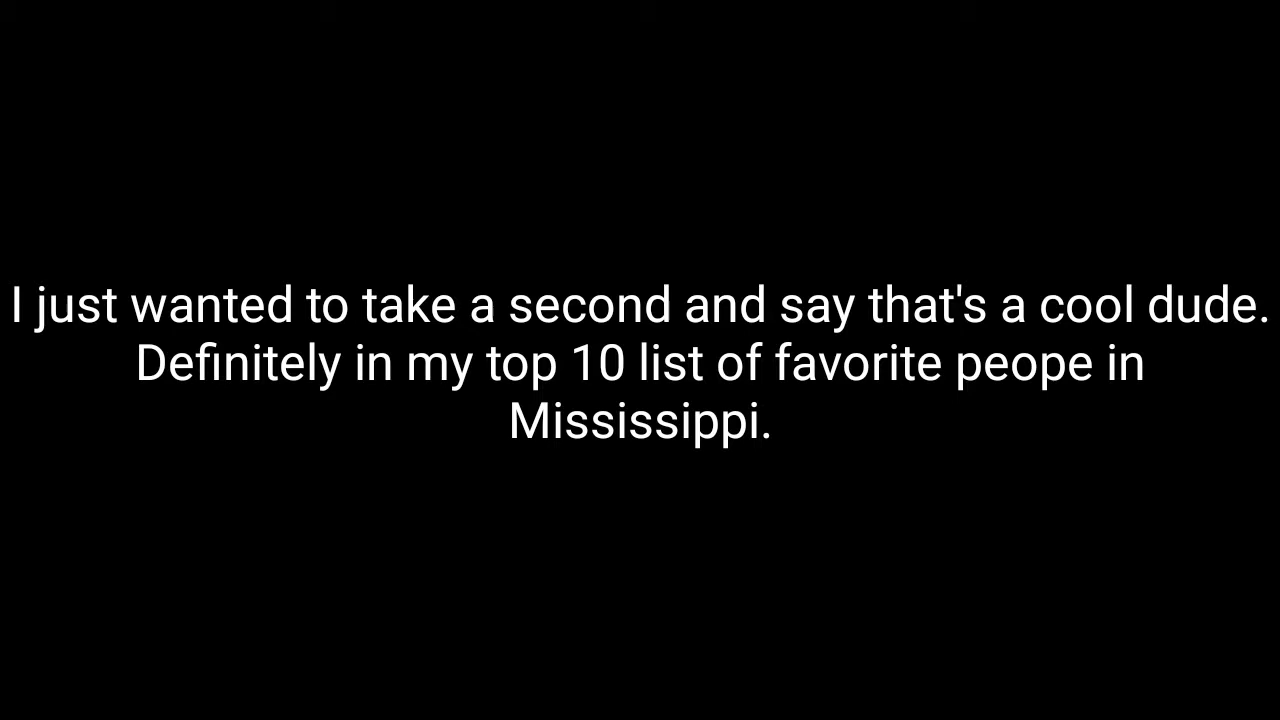 I just wanted to take a second and say that's a cool dude.
Definitely in my top 10 list of favorite peope in
Mississippi.